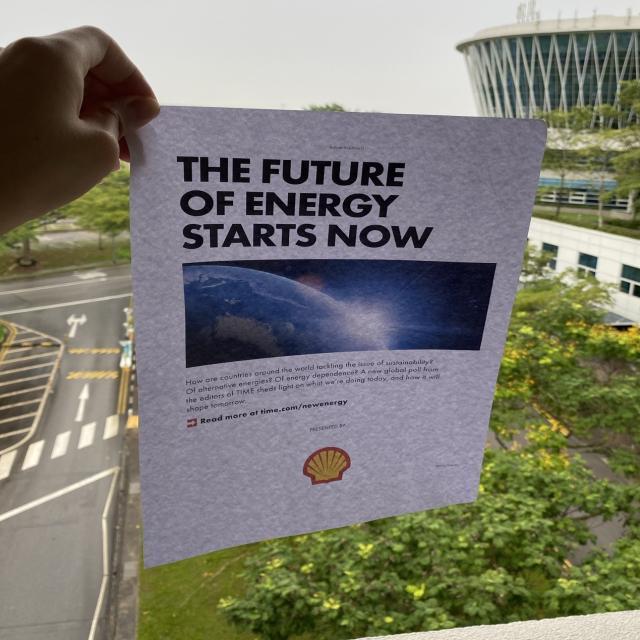 THE FUTURE
OF ENERGY
STARTS NOW
How are countries around the world tackling the issue of sustainability?
Of alternative energies? Of energy dependence? A new global poll from
the editors of TIME sheds light on what we're doing today, and how it will
shape tomorrow.
Read more at time.com/newenergy
PRESENTED BY